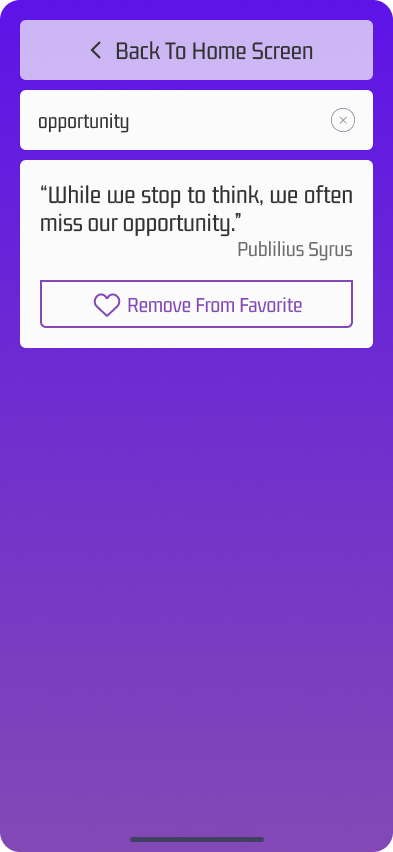 Back To Home Screen
opportunity
“While we stop to think, we often
miss our opportunity.”
Publilius Syrus
Remove From Favorite